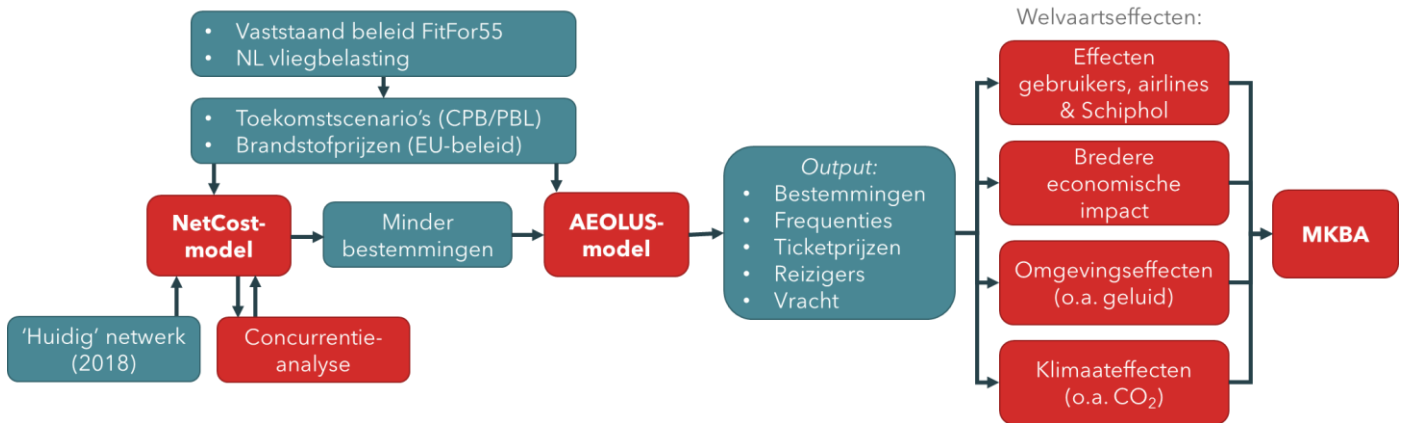 • Vaststaand beleid FitFor55
• NL vliegbelasting
• Toekomstscenario's (CPB/PBL)
• Brandstofprijzen (EU-beleid)
NetCost-
model
Minder
bestemmingen
AEOLUS-
model
'Huidig' netwerk
(2018)
Concurrentie-
analyse
Output:
• Bestemmingen
• Frequenties
• Ticketprijzen
• Reizigers
• Vracht
Welvaartseffecten:
Effecten
gebruikers, airlines
& Schiphol
Bredere
economische
impact
Omgevingseffecten
(o.a. geluid)
Klimaateffecten
(o.a. CO₂)
MKBA